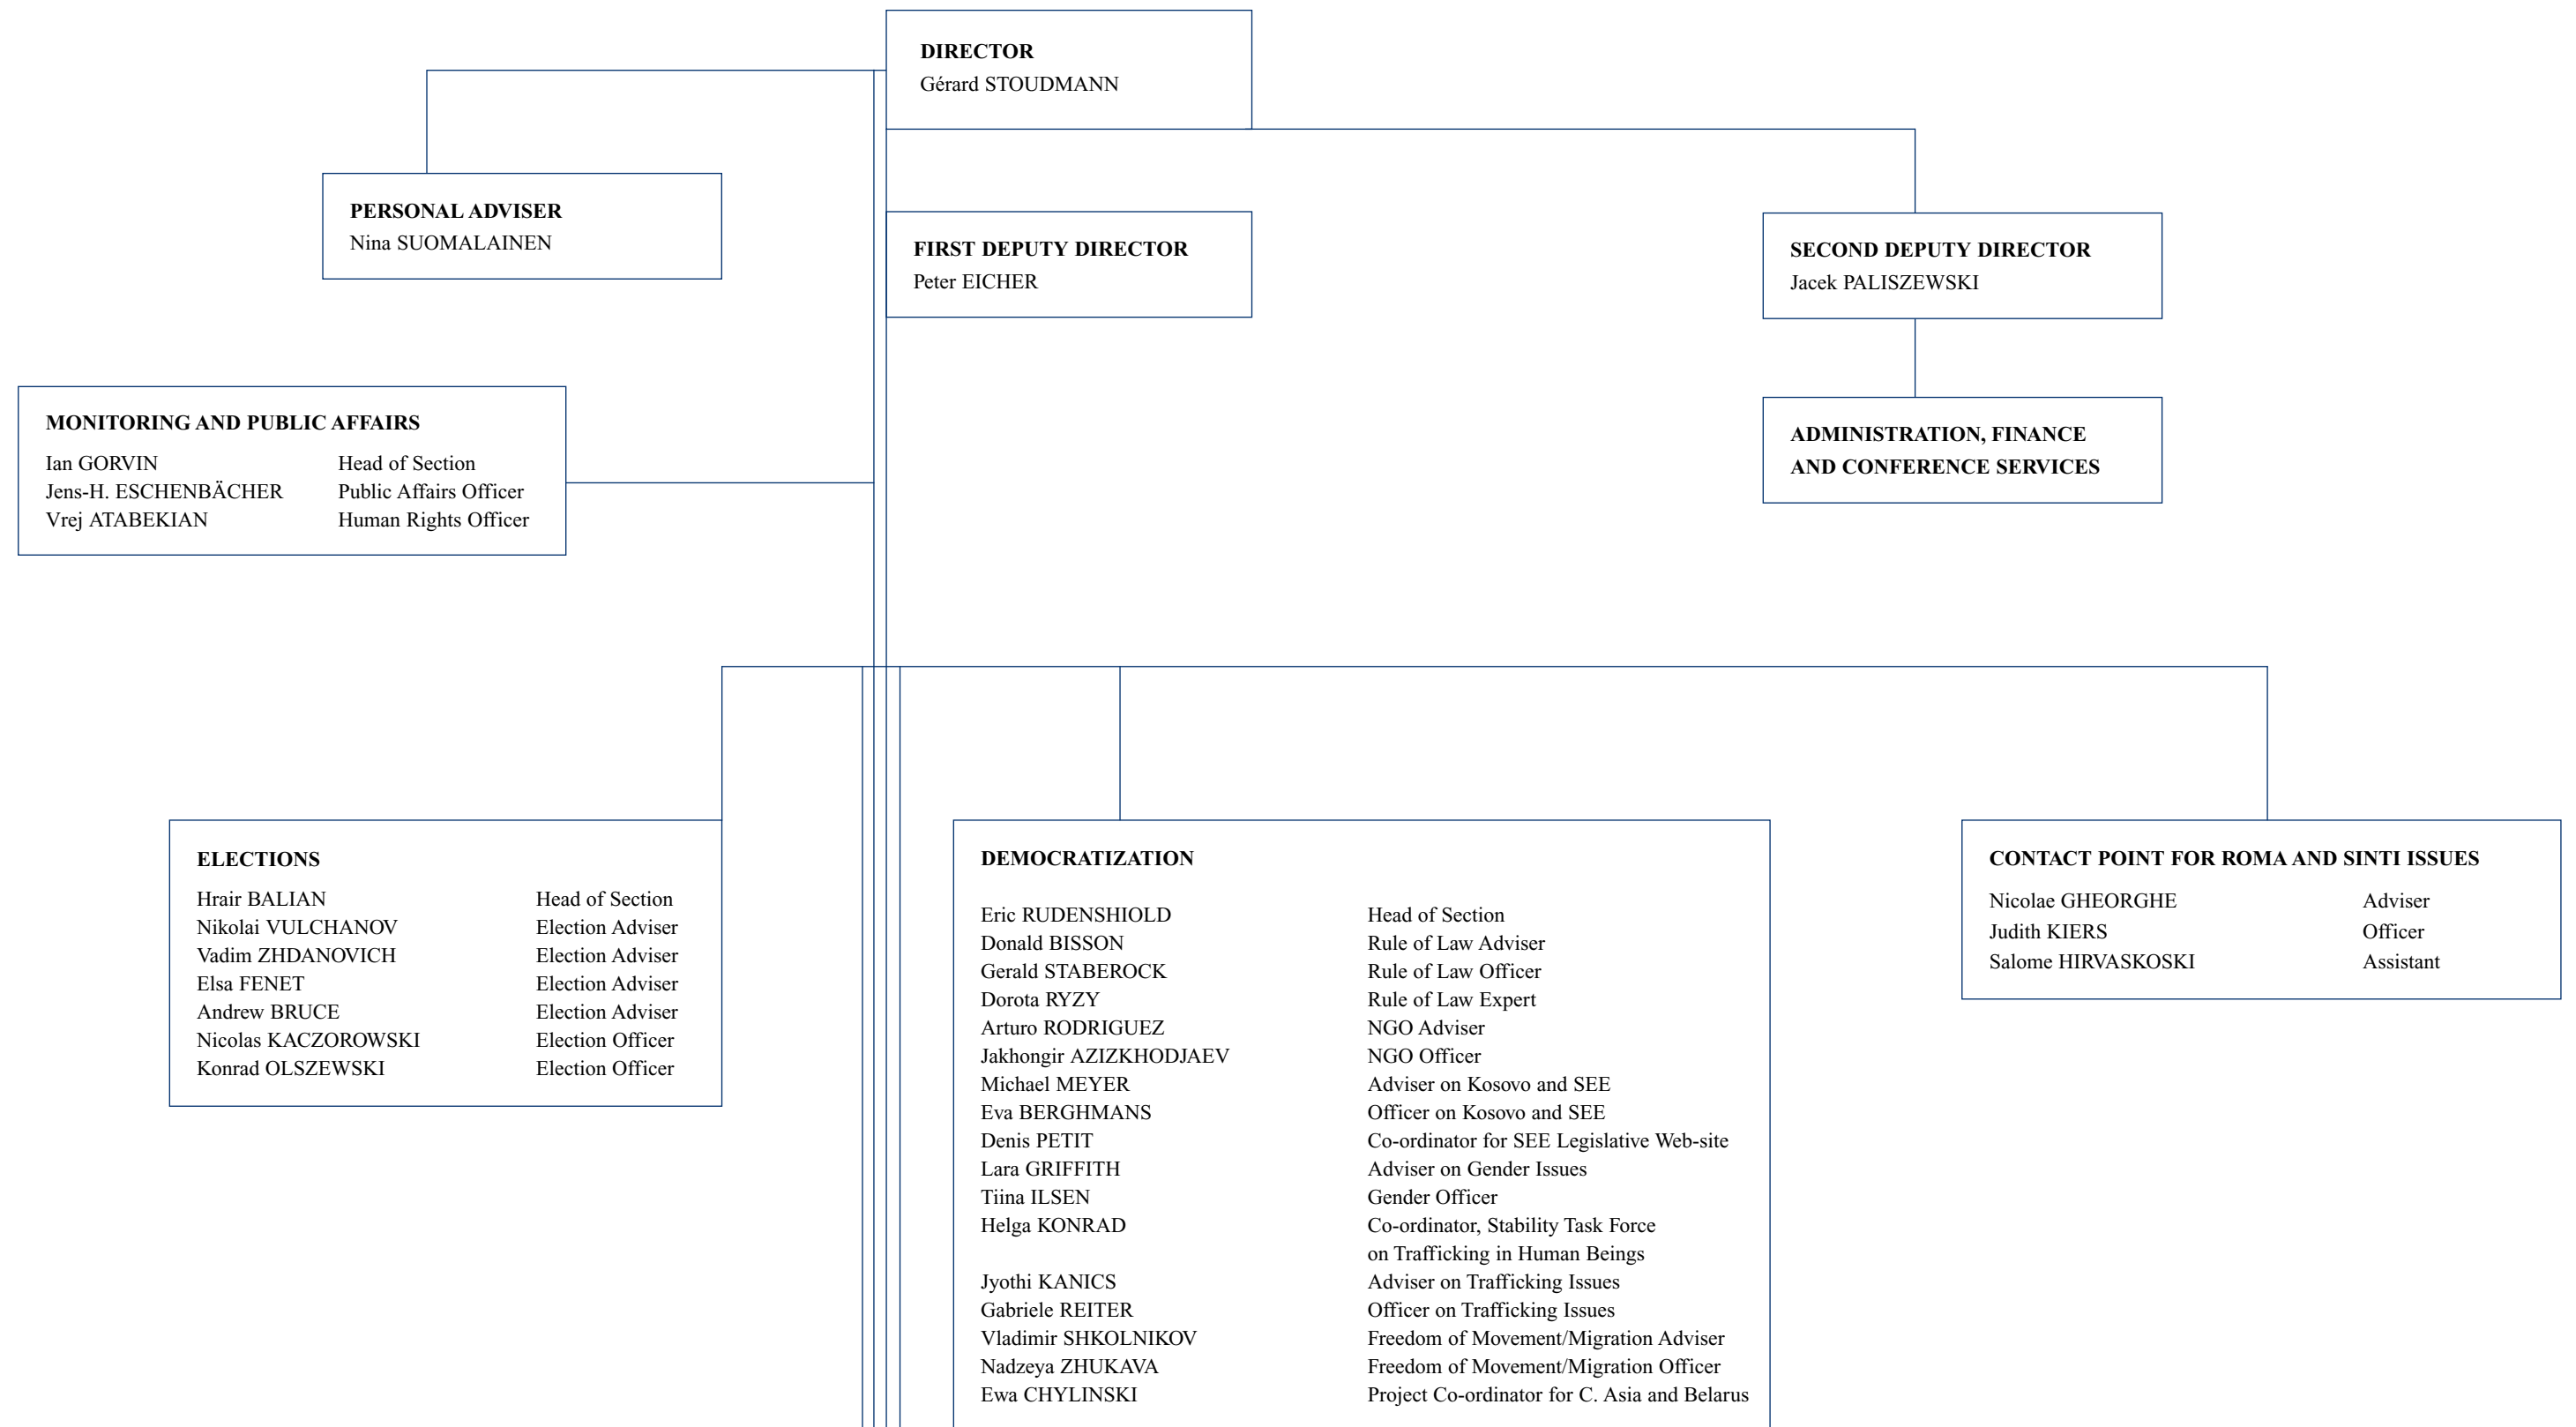 DIRECTOR
Gérard STOUDMANN
PERSONAL ADVISER
Nina SUOMALAINEN
FIRST DEPUTY DIRECTOR
Peter EICHER
SECOND DEPUTY DIRECTOR
Jacek PALISZEWSKI
MONITORING AND PUBLIC AFFAIRS
Ian GORVIN Head of Section
Jens-H. ESCHENBÄCHER Public Affairs Officer
Vrej ATABEKIAN Human Rights Officer
ADMINISTRATION, FINANCE
AND CONFERENCE SERVICES
ELECTIONS
Hrair BALIAN Head of Section
Nikolai VULCHANOV Election Adviser
Vadim ZHDANOVICH Election Adviser
Elsa FENET Election Adviser
Andrew BRUCE Election Adviser
Nicolas KACZOROWSKI Election Officer
Konrad OLSZEWSKI Election Officer
DEMOCRATIZATION
Eric RUDENSHIOLD Head of Section
Donald BISSON Rule of Law Adviser
Gerald STABEROCK Rule of Law Officer
Dorota RYZY Rule of Law Expert
Arturo RODRIGUEZ NGO Adviser
Jakhongir AZIZKHODJAEV NGO Officer
Michael MEYER Adviser on Kosovo and SEE
Eva BERGHMANS Officer on Kosovo and SEE
Denis PETIT Co-ordinator for SEE Legislative Web-site
Lara GRIFFITH Adviser on Gender Issues
Tiina ILSEN Gender Officer
Helga KONRAD Co-ordinator, Stability Task Force
on Trafficking in Human Beings
Jyothi KANICS Adviser on Trafficking Issues
Gabriele REITER Officer on Trafficking Issues
Vladimir SHKOLNIKOV Freedom of Movement/Migration Adviser
Nadzeya ZHUKAVA Freedom of Movement/Migration Officer
Ewa CHYLINSKI Project Co-ordinator for C. Asia and Belarus
CONTACT POINT FOR ROMA AND SINTI ISSUES
Nicolae GHEORGHE Adviser
Judith KIERS Officer
Salome HIRVASKOSKI Assistant